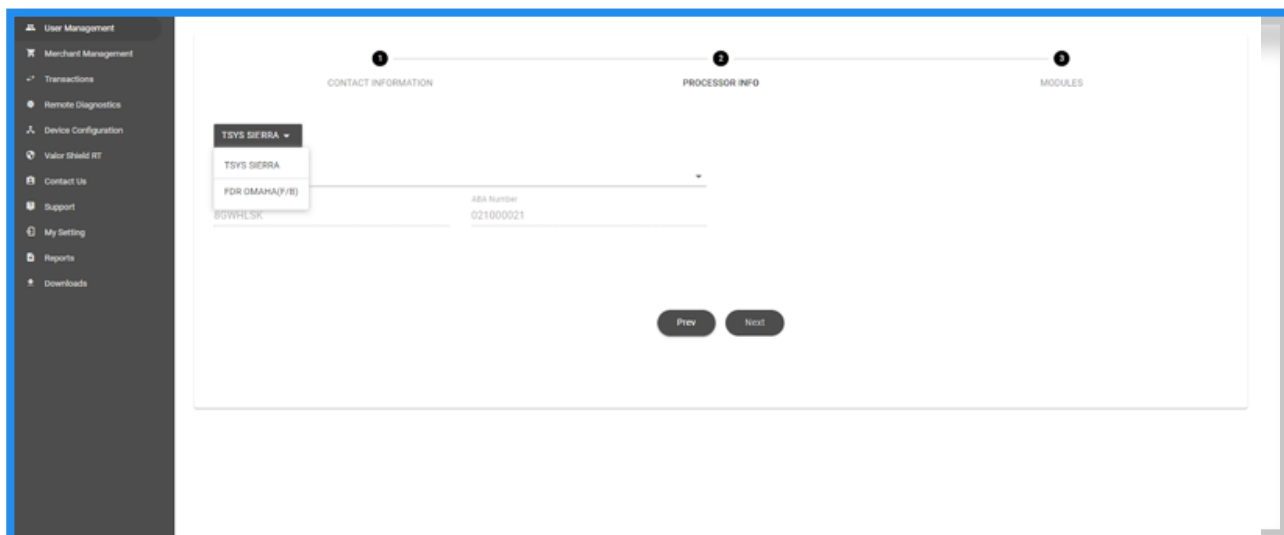 User Management
Merchant Management
Transactions
Remote Diagnostics
Device Configuration
Valor Shield RT
Contact Us
Support
My Setting
Reports
Downloads
1
2
3
CONTACT INFORMATION
PROCESSOR INFO
MODULES
TSYS SIERRA
TSYS SIERRA
FDR OMAHA(F/B)
ABA Number
8GWHLSK
021000021
Prev
Next